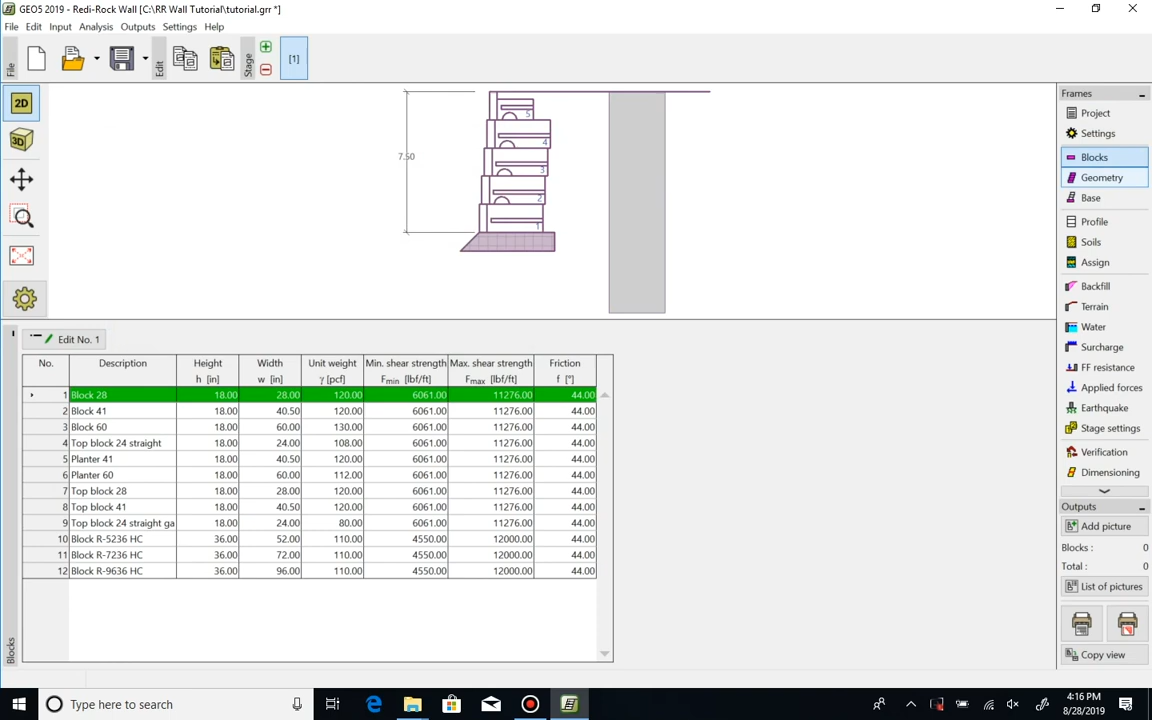 GEO5 2019 - Redi-Rock Wall [C:\RR Wall Tutorial\tutorial.grr *]
File Edit Input Analysis Outputs Settings Help
File Edit Stage [1]
2D
3D
7.50
5
4
3
2
1
Frames
Project
Settings
Blocks
Geometry
Base
Profile
Soils
Assign
Backfill
Terrain
Water
Surcharge
FF resistance
Applied forces
Earthquake
Stage settings
Verification
Dimensioning
Outputs
Add picture
Blocks : 0
Total : 0
List of pictures
Copy view
Edit No. 1
No. Description Height Width Unit weight Min. shear strength Max. shear strength Friction
h [in] w [in] γ [pcf] Fmin [lbf/ft] Fmax [lbf/ft] f [°]
1 Block 28 18.00 28.00 120.00 6061.00 11276.00 44.00
2 Block 41 18.00 40.50 120.00 6061.00 11276.00 44.00
3 Block 60 18.00 60.00 130.00 6061.00 11276.00 44.00
4 Top block 24 straight 18.00 24.00 108.00 6061.00 11276.00 44.00
5 Planter 41 18.00 40.50 120.00 6061.00 11276.00 44.00
6 Planter 60 18.00 60.00 112.00 6061.00 11276.00 44.00
7 Top block 28 18.00 28.00 120.00 6061.00 11276.00 44.00
8 Top block 41 18.00 40.50 120.00 6061.00 11276.00 44.00
9 Top block 24 straight ga 18.00 24.00 80.00 6061.00 11276.00 44.00
10 Block R-5236 HC 36.00 52.00 110.00 4550.00 12000.00 44.00
11 Block R-7236 HC 36.00 72.00 110.00 4550.00 12000.00 44.00
12 Block R-9636 HC 36.00 96.00 110.00 4550.00 12000.00 44.00
Blocks
Type here to search
4:16 PM
8/28/2019